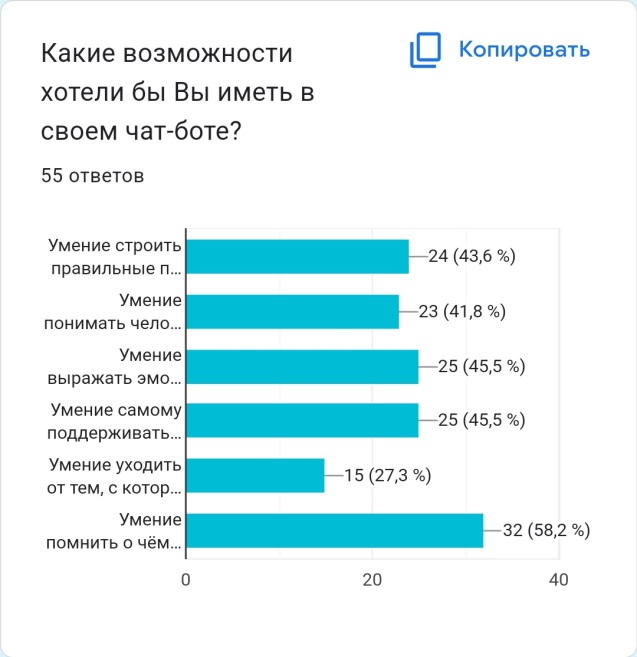 Какие возможности
хотели бы Вы иметь в
своем чат-боте?
Копировать
55 ответов
Умение строить
правильные п...
24 (43,6 %)
Умение
понимать чело...
23 (41,8 %)
Умение
выражать эмо...
25 (45,5 %)
Умение самому
поддерживать...
25 (45,5 %)
Умение уходить
от тем, с котор...
15 (27,3 %)
Умение
помнить о чём...
32 (58,2 %)
0 20 40